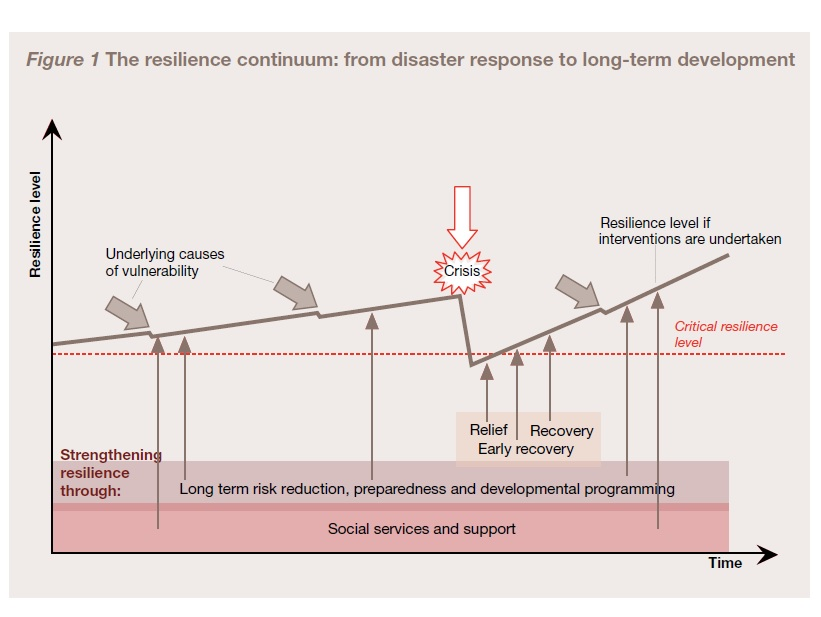 Figure 1 The resilience continuum: from disaster response to long-term development
Resilience level
Underlying causes
of vulnerability
Crisis
Resilience level if
interventions are undertaken
Critical resilience
level
Relief
Recovery
Early recovery
Strengthening
resilience
through:
Long term risk reduction, preparedness and developmental programming
Social services and support
Time